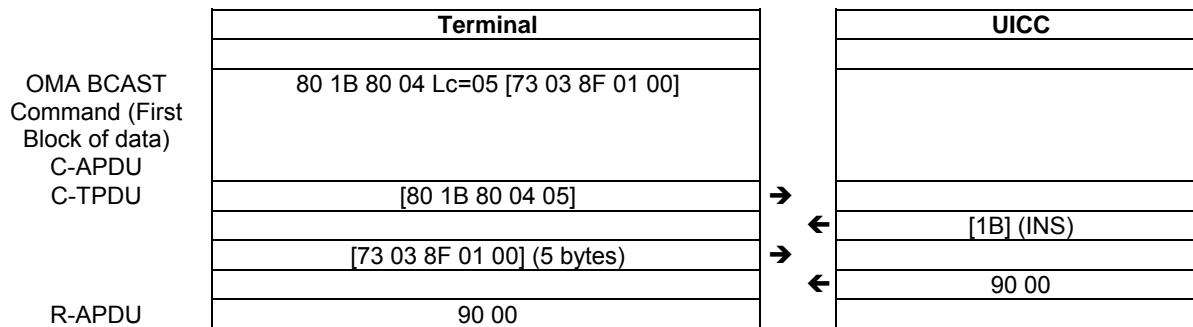 Terminal UICC
OMA BCAST 80 1B 80 04 Lc=05 [73 03 8F 01 00]
Command (First
Block of data)
C-APDU
C-TPDU [80 1B 80 04 05] ➔
🡸 [1B] (INS)
[73 03 8F 01 00] (5 bytes) ➔
🡸 90 00
R-APDU 90 00